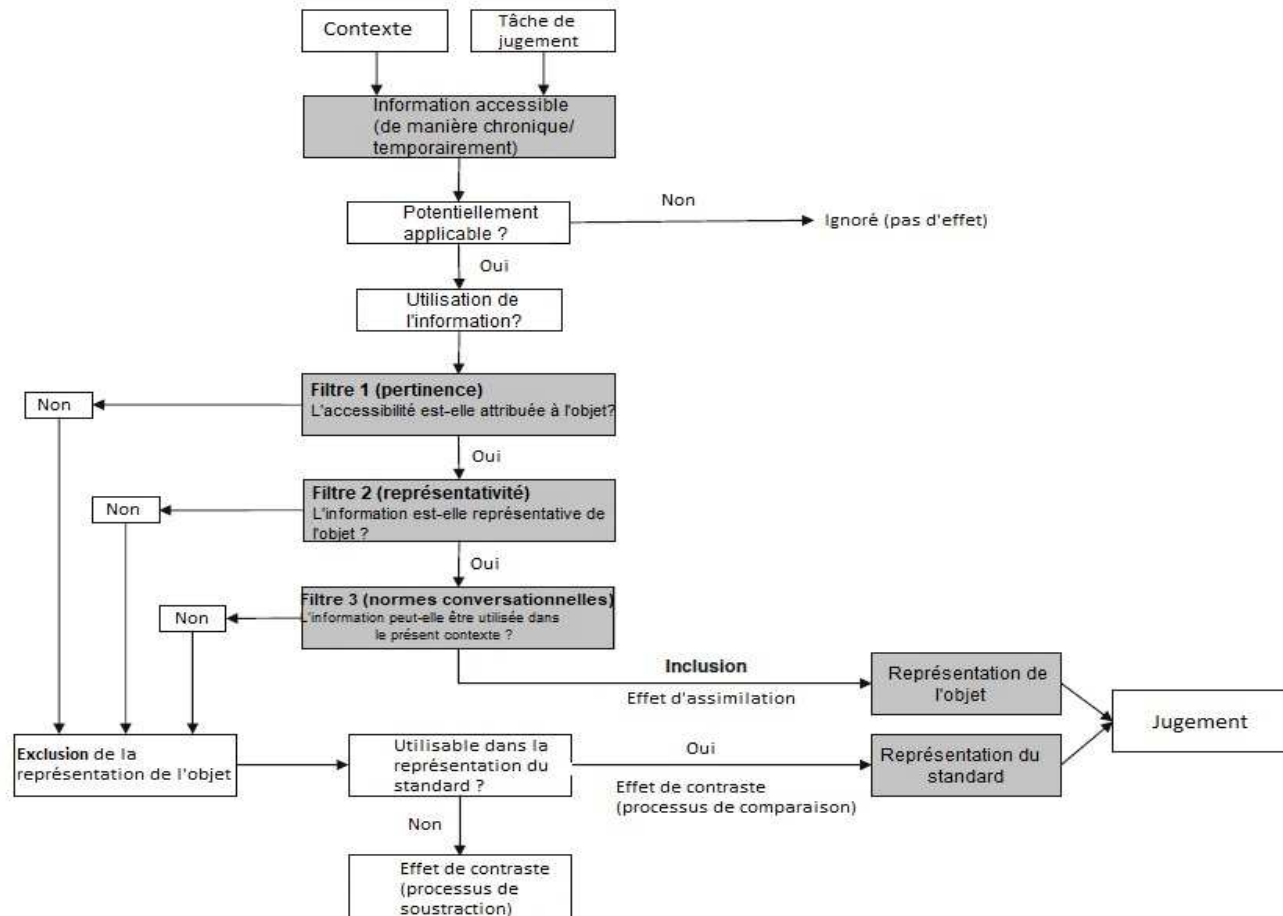 Contexte
Tâche de
jugement
Information accessible
(de manière chronique/
temporairement)
Potentiellement
applicable ?
Non
Ignoré (pas d'effet)
Oui
Utilisation de
l'information?
Filtre 1 (pertinence)
L'accessibilité est-elle attribuée à l'objet?
Non
Oui
Filtre 2 (représentativité)
L'information est-elle représentative de
l'objet ?
Non
Oui
Filtre 3 (normes conversationnelles)
L'information peut-elle être utilisée dans
le présent contexte ?
Non
Inclusion
Effet d'assimilation
Représentation de
l'objet
Jugement
Exclusion de la
représentation de l'objet
Utilisable dans la
représentation du
standard ?
Oui
Effet de contraste
(processus de comparaison)
Représentation du
standard
Non
Effet de contraste
(processus de
soustraction)